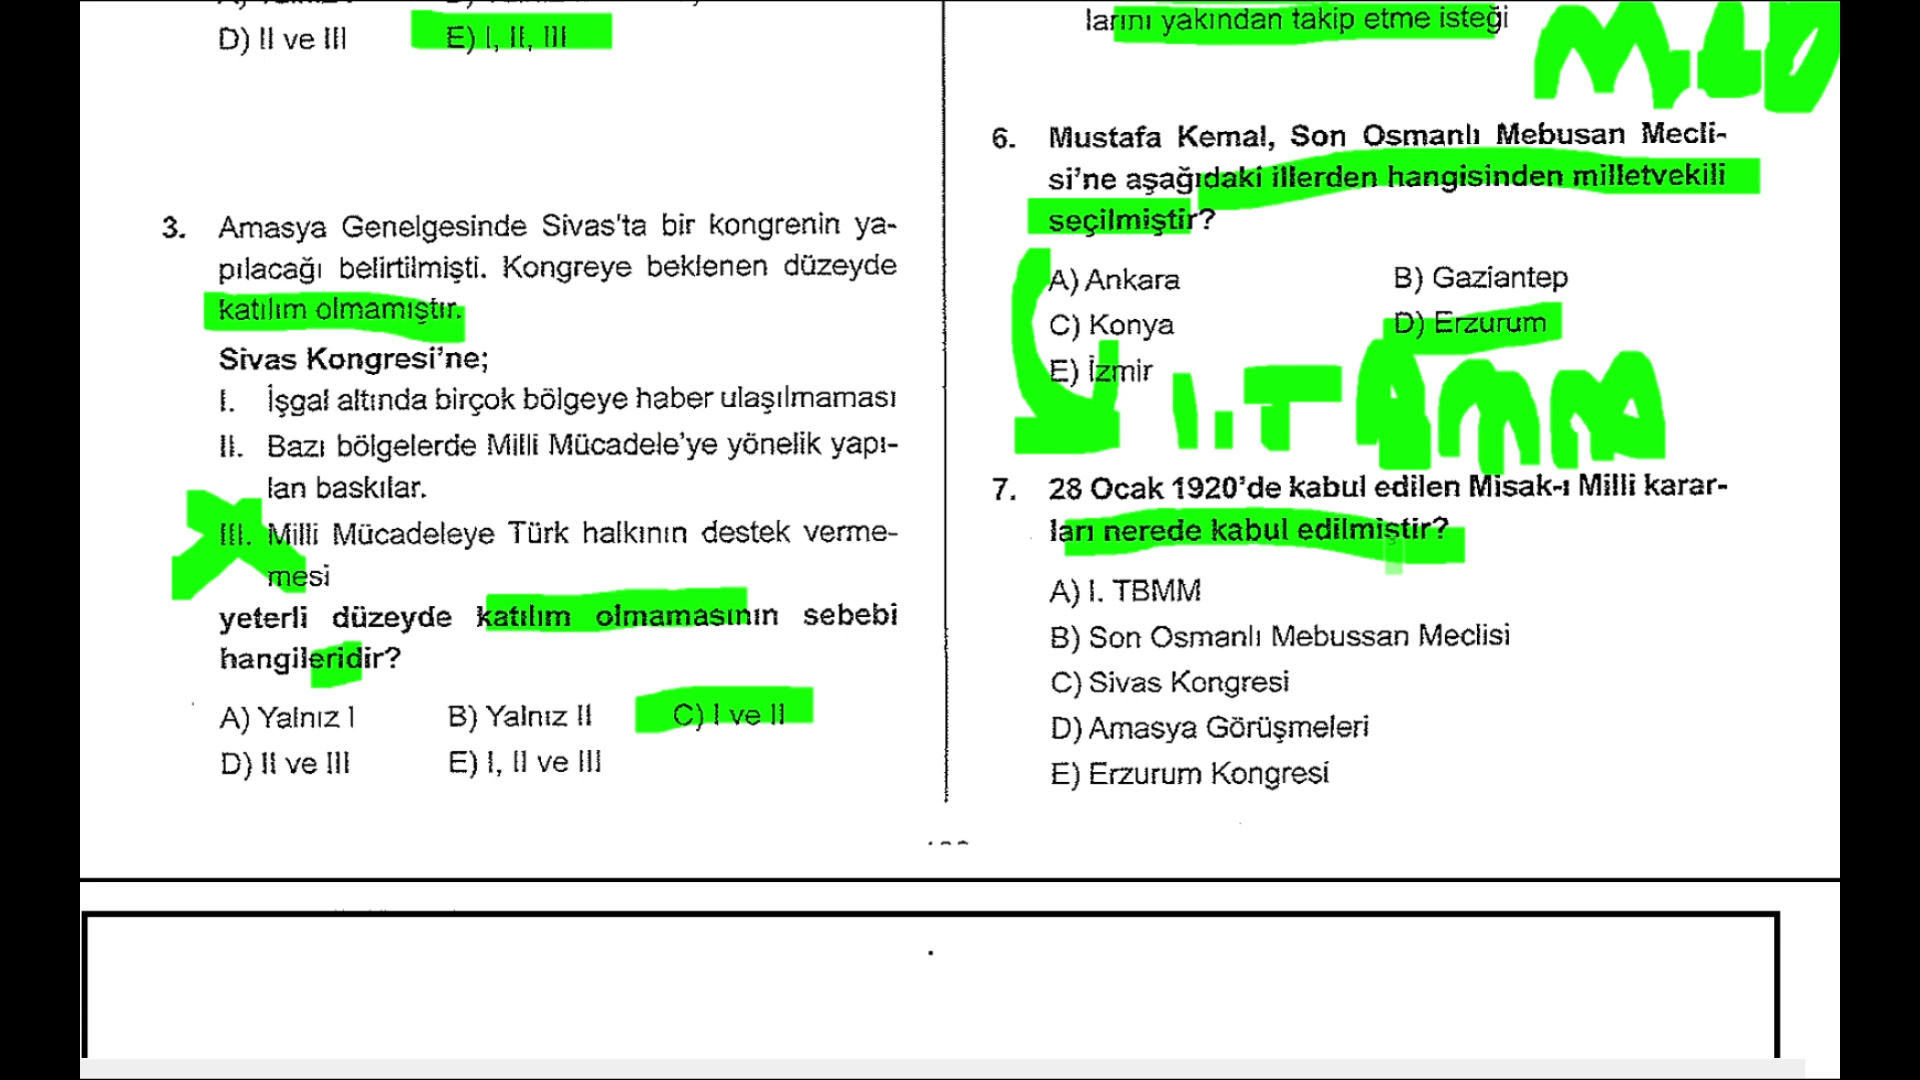 D) II ve III E) I, II, III
3. Amasya Genelgesinde Sivas'ta bir kongrenin ya-
pılacağı belirtilmişti. Kongreye beklenen düzeyde
katılım olmamıştır.
Sivas Kongresi'ne;
I. İşgal altında birçok bölgeye haber ulaşılmaması
II. Bazı bölgelerde Milli Mücadele'ye yönelik yapı-
lan baskılar.
III. Milli Mücadeleye Türk halkının destek verme-
mesi
yeterli düzeyde katılım olmamasının sebebi
hangileridir?
A) Yalnız I B) Yalnız II C) I ve II
D) II ve III E) I, II ve III
larını yakından takip etme isteği
6. Mustafa Kemal, Son Osmanlı Mebusan Mecli-
si'ne aşağıdaki illerden hangisinden milletvekili
seçilmiştir?
A) Ankara B) Gaziantep
C) Konya D) Erzurum
E) İzmir
7. 28 Ocak 1920'de kabul edilen Misak-ı Milli karar-
ları nerede kabul edilmiştir?
A) I. TBMM
B) Son Osmanlı Mebussan Meclisi
C) Sivas Kongresi
D) Amasya Görüşmeleri
E) Erzurum Kongresi